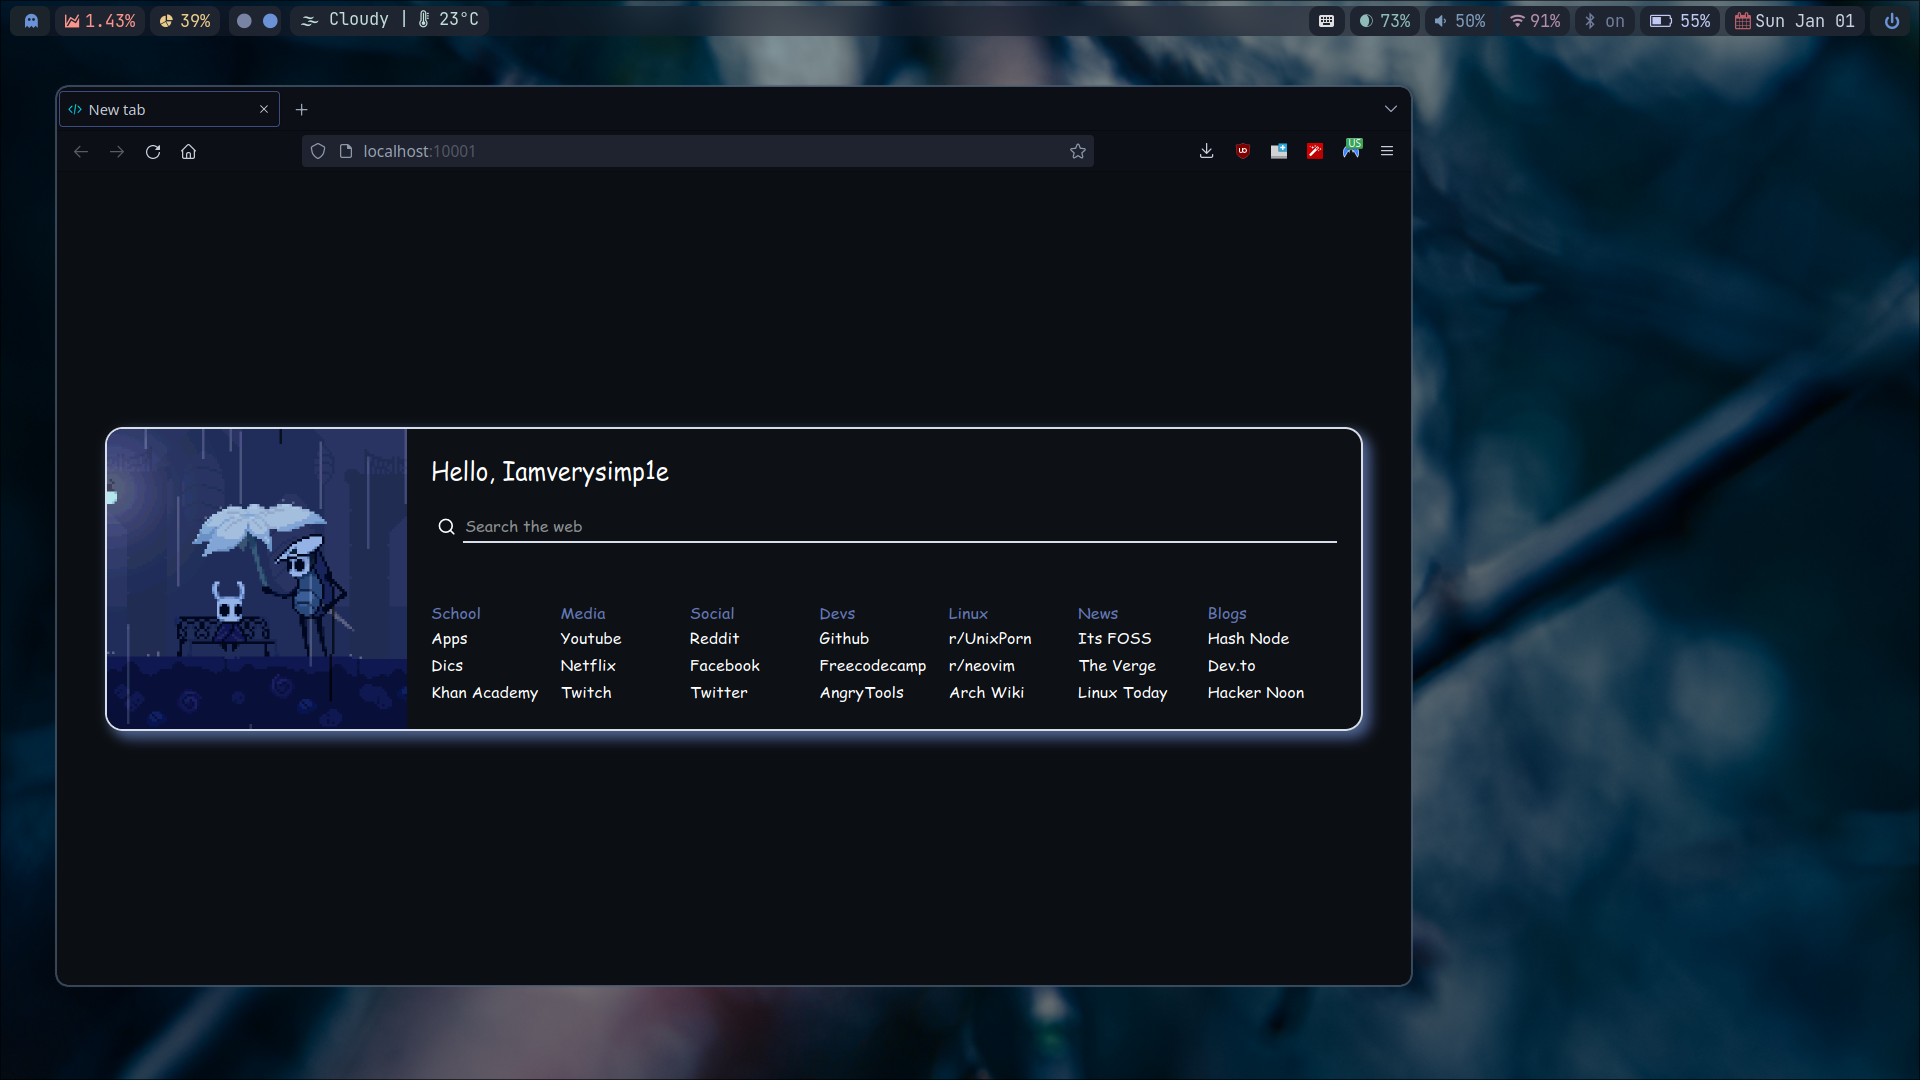 1.43% 39% Cloudy | 23°C 73% 50% 91% on 55% Sun Jan 01
New tab
localhost:10001
UD
US
Hello, Iamverysimp1e
Search the web
School Media Social Devs Linux News Blogs
Apps Youtube Reddit Github r/UnixPorn Its FOSS Hash Node
Dics Netflix Facebook Freecodecamp r/neovim The Verge Dev.to
Khan Academy Twitch Twitter AngryTools Arch Wiki Linux Today Hacker Noon